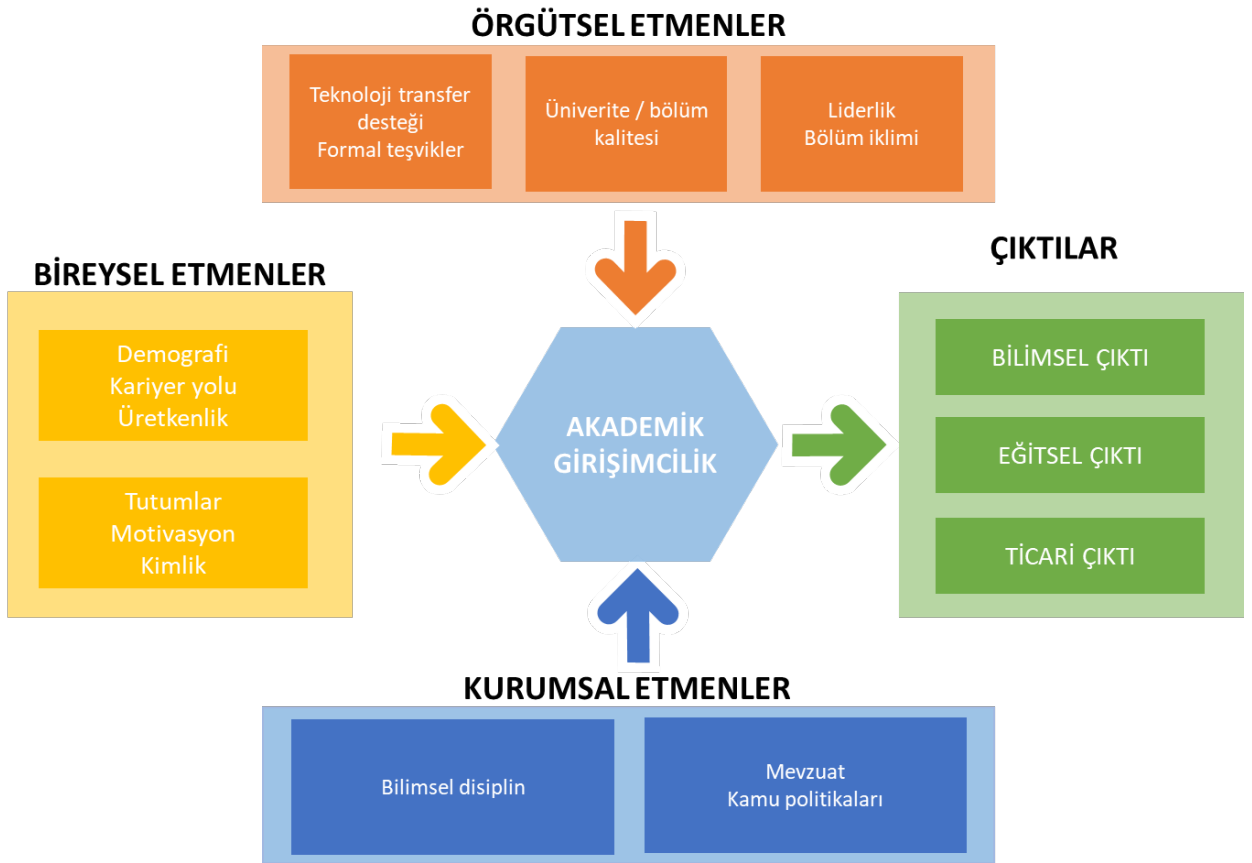 ÖRGÜTSEL ETMENLER
Teknoloji transfer
desteği
Formal teşvikler
Üniverite / bölüm
kalitesi
Liderlik
Bölüm iklimi
BİREYSEL ETMENLER
Demografi
Kariyer yolu
Üretkenlik
Tutumlar
Motivasyon
Kimlik
AKADEMİK
GİRİŞİMCİLİK
ÇIKTILAR
BİLİMSEL ÇIKTI
EĞİTSEL ÇIKTI
TİCARİ ÇIKTI
KURUMSAL ETMENLER
Bilimsel disiplin
Mevzuat
Kamu politikaları